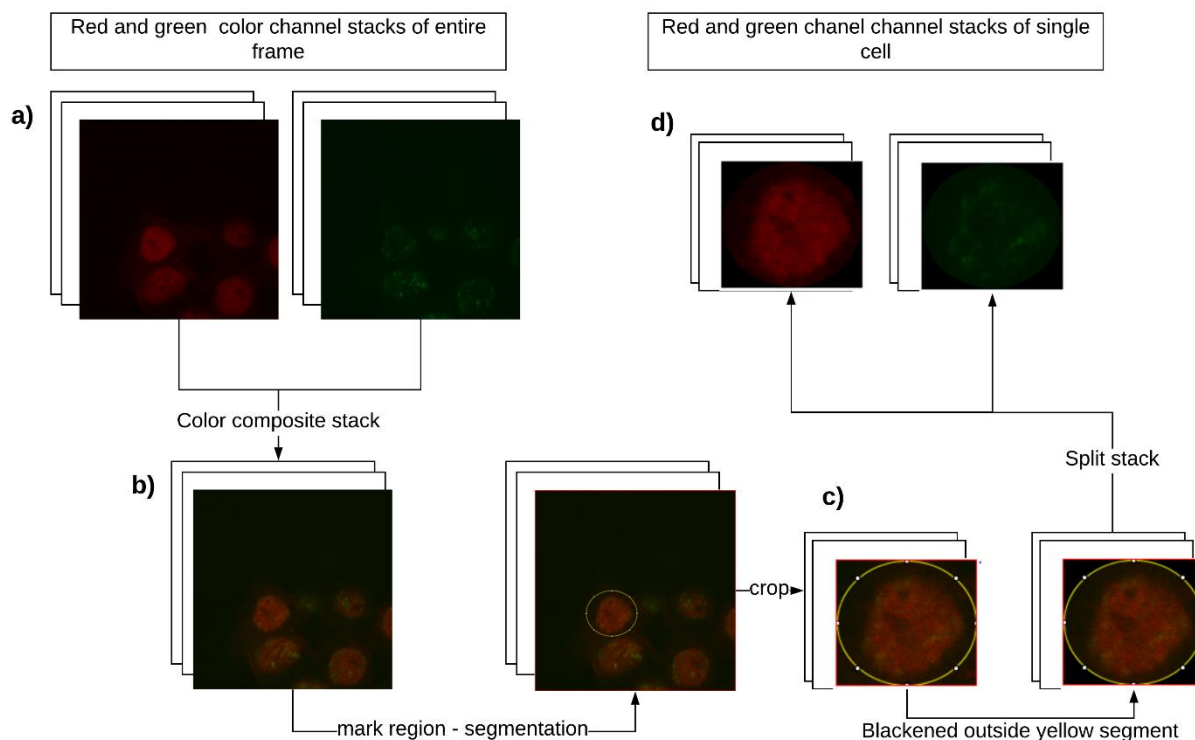 Red and green color channel stacks of entire
frame
Red and green chanel channel stacks of single
cell
a)
d)
Color composite stack
b)
Split stack
c)
crop
mark region - segmentation
Blackened outside yellow segment